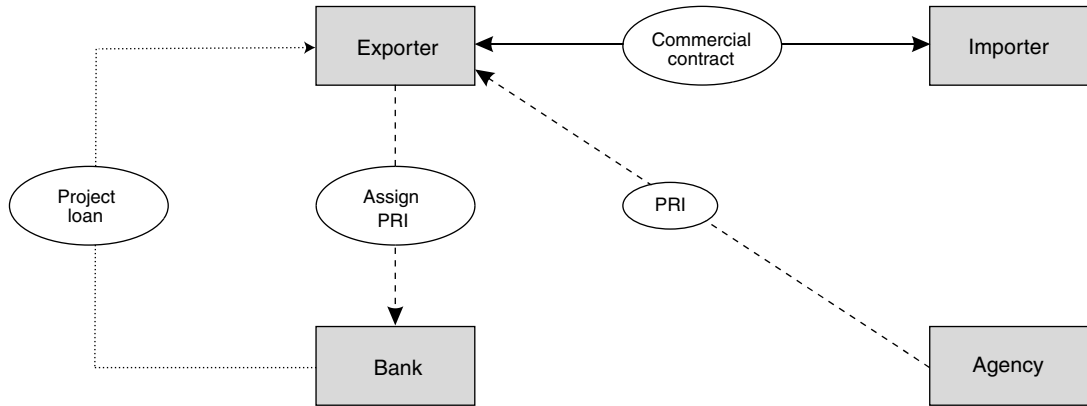 Exporter
Commercial
contract
Importer
Project
loan
Assign
PRI
PRI
Bank
Agency